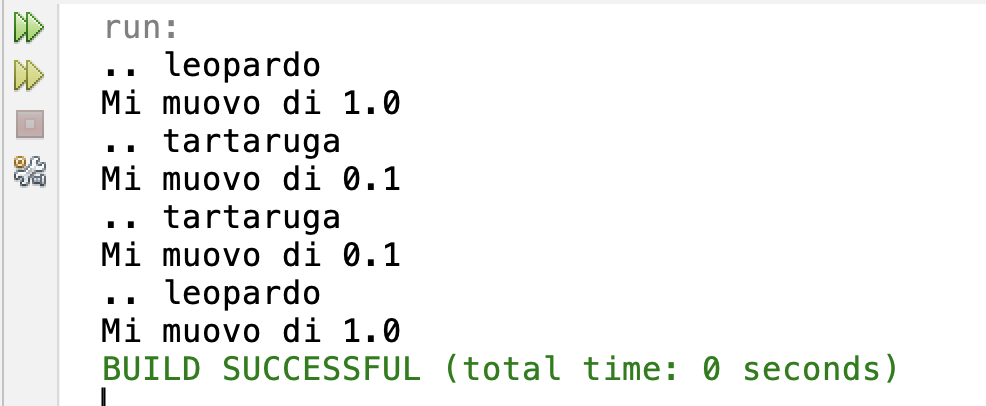 run:
.. leopardo
Mi muovo di 1.0
.. tartaruga
Mi muovo di 0.1
.. tartaruga
Mi muovo di 0.1
.. leopardo
Mi muovo di 1.0
BUILD SUCCESSFUL (total time: 0 seconds)